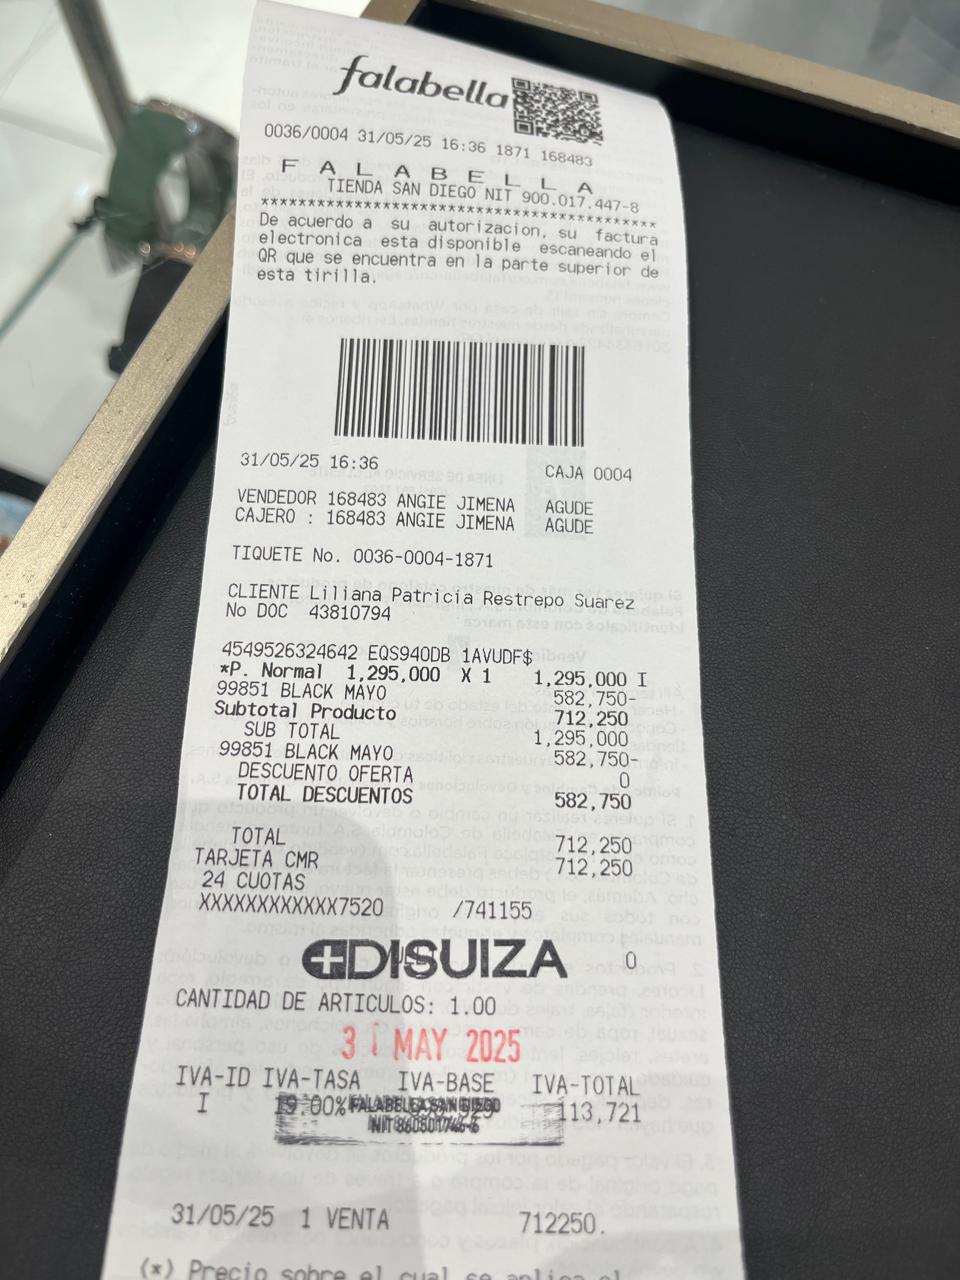 falabella
0036/0004 31/05/25 16:36 1871 168483
F A L A B E L L A
TIENDA SAN DIEGO NIT 900.017.447-8
******************************************
De acuerdo a su autorizacion, su factura
electronica esta disponible escaneando el
QR que se encuentra en la parte superior de
esta tirilla.
31/05/25 16:36 CAJA 0004
VENDEDOR 168483 ANGIE JIMENA AGUDE
CAJERO : 168483 ANGIE JIMENA AGUDE
TIQUETE No. 0036-0004-1871
CLIENTE Liliana Patricia Restrepo Suarez
No DOC 43810794
4549526324642 EQS940DB 1AVUDF$
*P. Normal 1,295,000 X 1 1,295,000 I
99851 BLACK MAYO 582,750-
Subtotal Producto 712,250
SUB TOTAL 1,295,000
99851 BLACK MAYO 582,750-
DESCUENTO OFERTA 0
TOTAL DESCUENTOS 582,750
TOTAL 712,250
TARJETA CMR 712,250
24 CUOTAS
XXXXXXXXXXXX7520 /741155
DISUIZA 0
CANTIDAD DE ARTICULOS: 1.00
31 MAY 2025
IVA-ID IVA-TASA IVA-BASE IVA-TOTAL
I 19.00% FALABELLA SAN DIEGO 113,721
31/05/25 1 VENTA 712250.
(*) Precio sobre el cual se aplica el